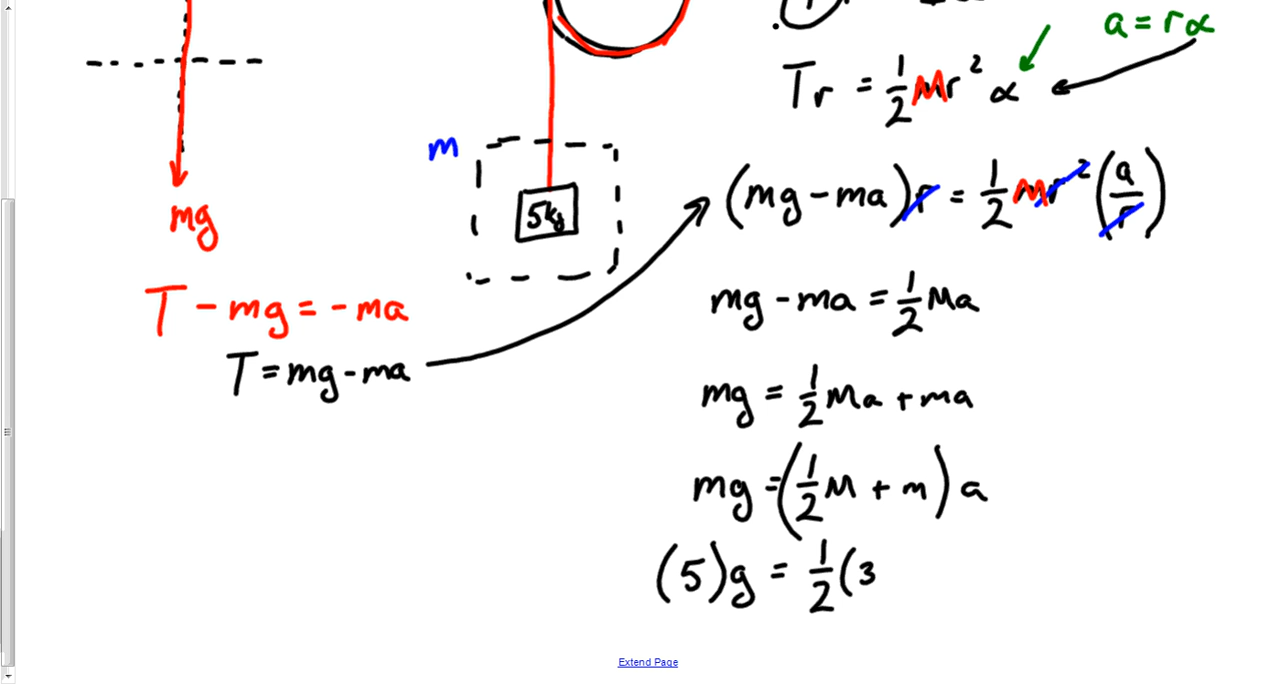 a = rα
Tr = 1/2 Mr² α
m
(mg - ma)r = 1/2 Mr² (a/r)
5kg
mg
T - mg = - ma
mg - ma = 1/2 Ma
T = mg - ma
mg = 1/2 Ma + ma
mg = (1/2 M + m) a
(5)g = 1/2 (3
Extend Page